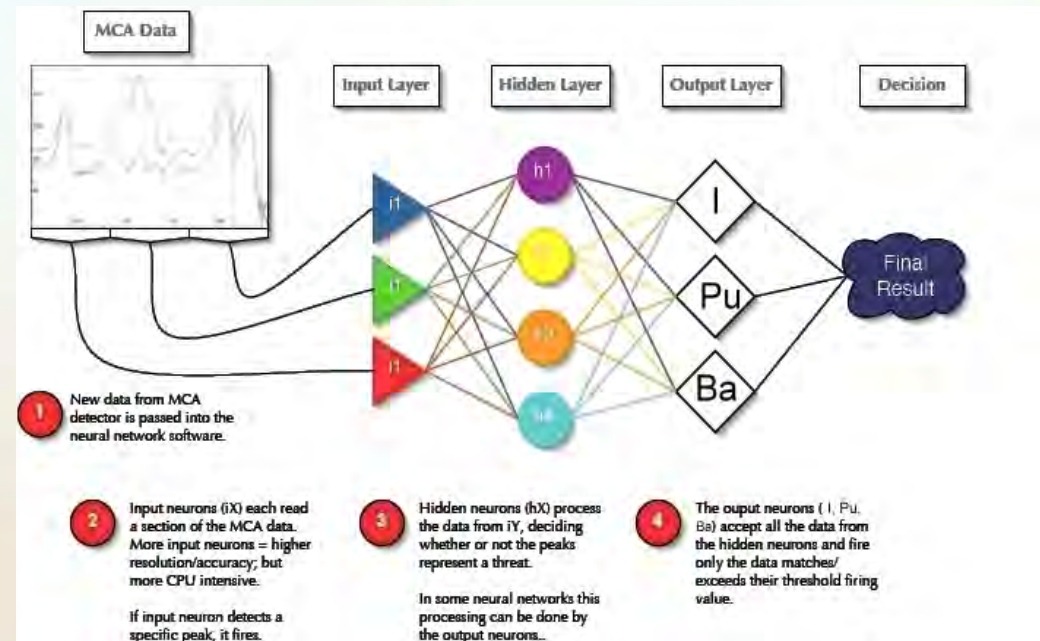 MCA Data
Input Layer
Hidden Layer
Output Layer
Decision
i1
i1
i1
h1
I
Pu
Ba
Final
Result
1
New data from MCA
detector is passed into the
neural network software.
2
Input neurons (iX) each read
a section of the MCA data.
More input neurons = higher
resolution/accuracy; but
more CPU intensive.
If input neuron detects a
specific peak, it fires.
3
Hidden neurons (hX) process
the data from iY, deciding
whether or not the peaks
represent a threat.
In some neural networks this
processing can be done by
the output neurons..
4
The ouput neurons ( I, Pu,
Ba) accept all the data from
the hidden neurons and fire
only the data matches/
exceeds their threshold firing
value.